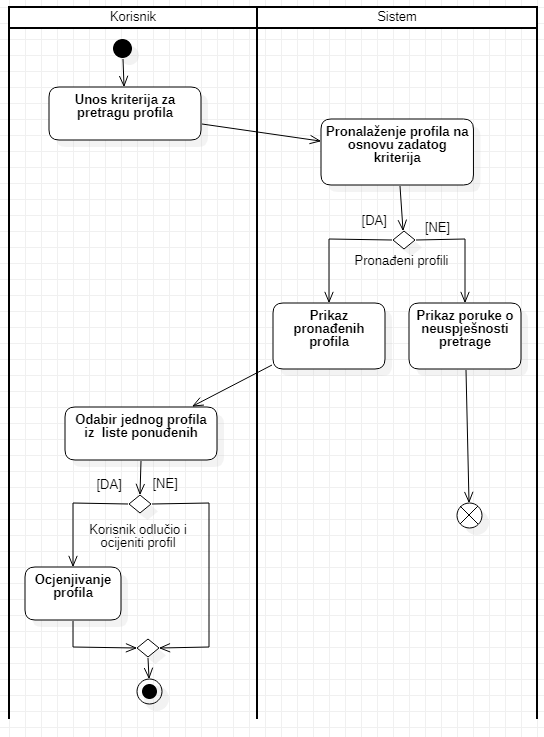 Korisnik
Sistem
Unos kriterija za
pretragu profila
Pronalaženje profila na
osnovu zadatog
kriterija
[DA]
[NE]
Pronađeni profili
Prikaz
pronađenih
profila
Prikaz poruke o
neuspješnosti
pretrage
Odabir jednog profila
iz liste ponuđenih
[DA]
[NE]
Korisnik odlučio i
ocijeniti profil
Ocjenjivanje
profila